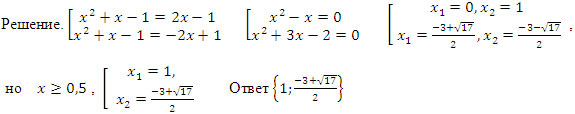 Решение. [ x² + x − 1 = 2x − 1 [ x² − x = 0 [ x₁ = 0, x₂ = 1
x² + x − 1 = −2x + 1 x² + 3x − 2 = 0 x₁ = (−3+√17)/2, x₂ = (−3−√17)/2 ,
но x ≥ 0,5 , [ x₁ = 1, Ответ {1; (−3+√17)/2}
x₂ = (−3+√17)/2